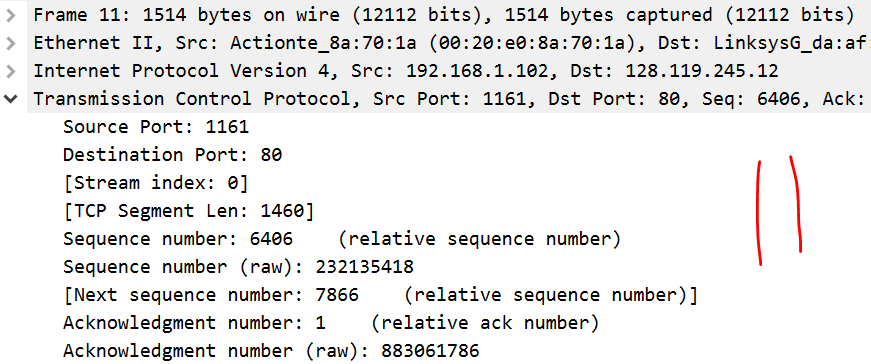 Frame 11: 1514 bytes on wire (12112 bits), 1514 bytes captured (12112 bits)
Ethernet II, Src: Actionte_8a:70:1a (00:20:e0:8a:70:1a), Dst: LinksysG_da:af:
Internet Protocol Version 4, Src: 192.168.1.102, Dst: 128.119.245.12
Transmission Control Protocol, Src Port: 1161, Dst Port: 80, Seq: 6406, Ack:
Source Port: 1161
Destination Port: 80
[Stream index: 0]
[TCP Segment Len: 1460]
Sequence number: 6406    (relative sequence number)
Sequence number (raw): 232135418
[Next sequence number: 7866    (relative sequence number)]
Acknowledgment number: 1    (relative ack number)
Acknowledgment number (raw): 883061786